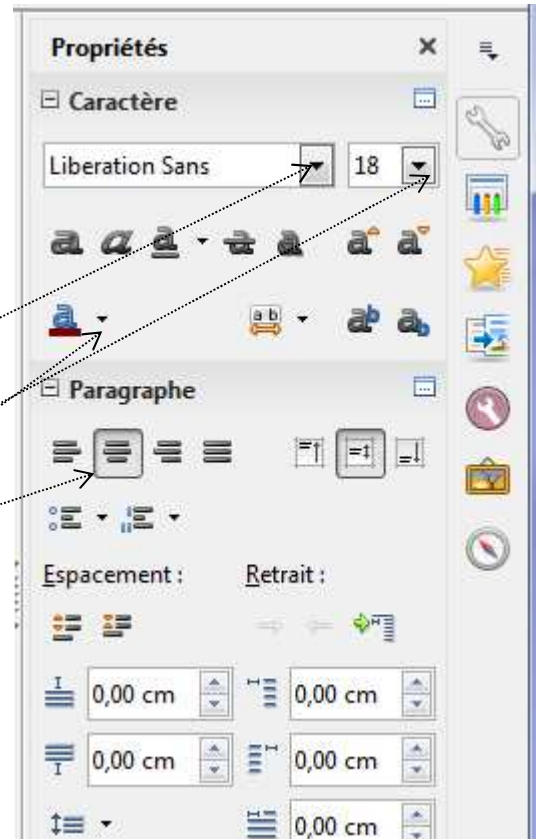 Propriétés
Caractère
Liberation Sans 18
Paragraphe
Espacement : Retrait :
0,00 cm 0,00 cm
0,00 cm 0,00 cm
0,00 cm